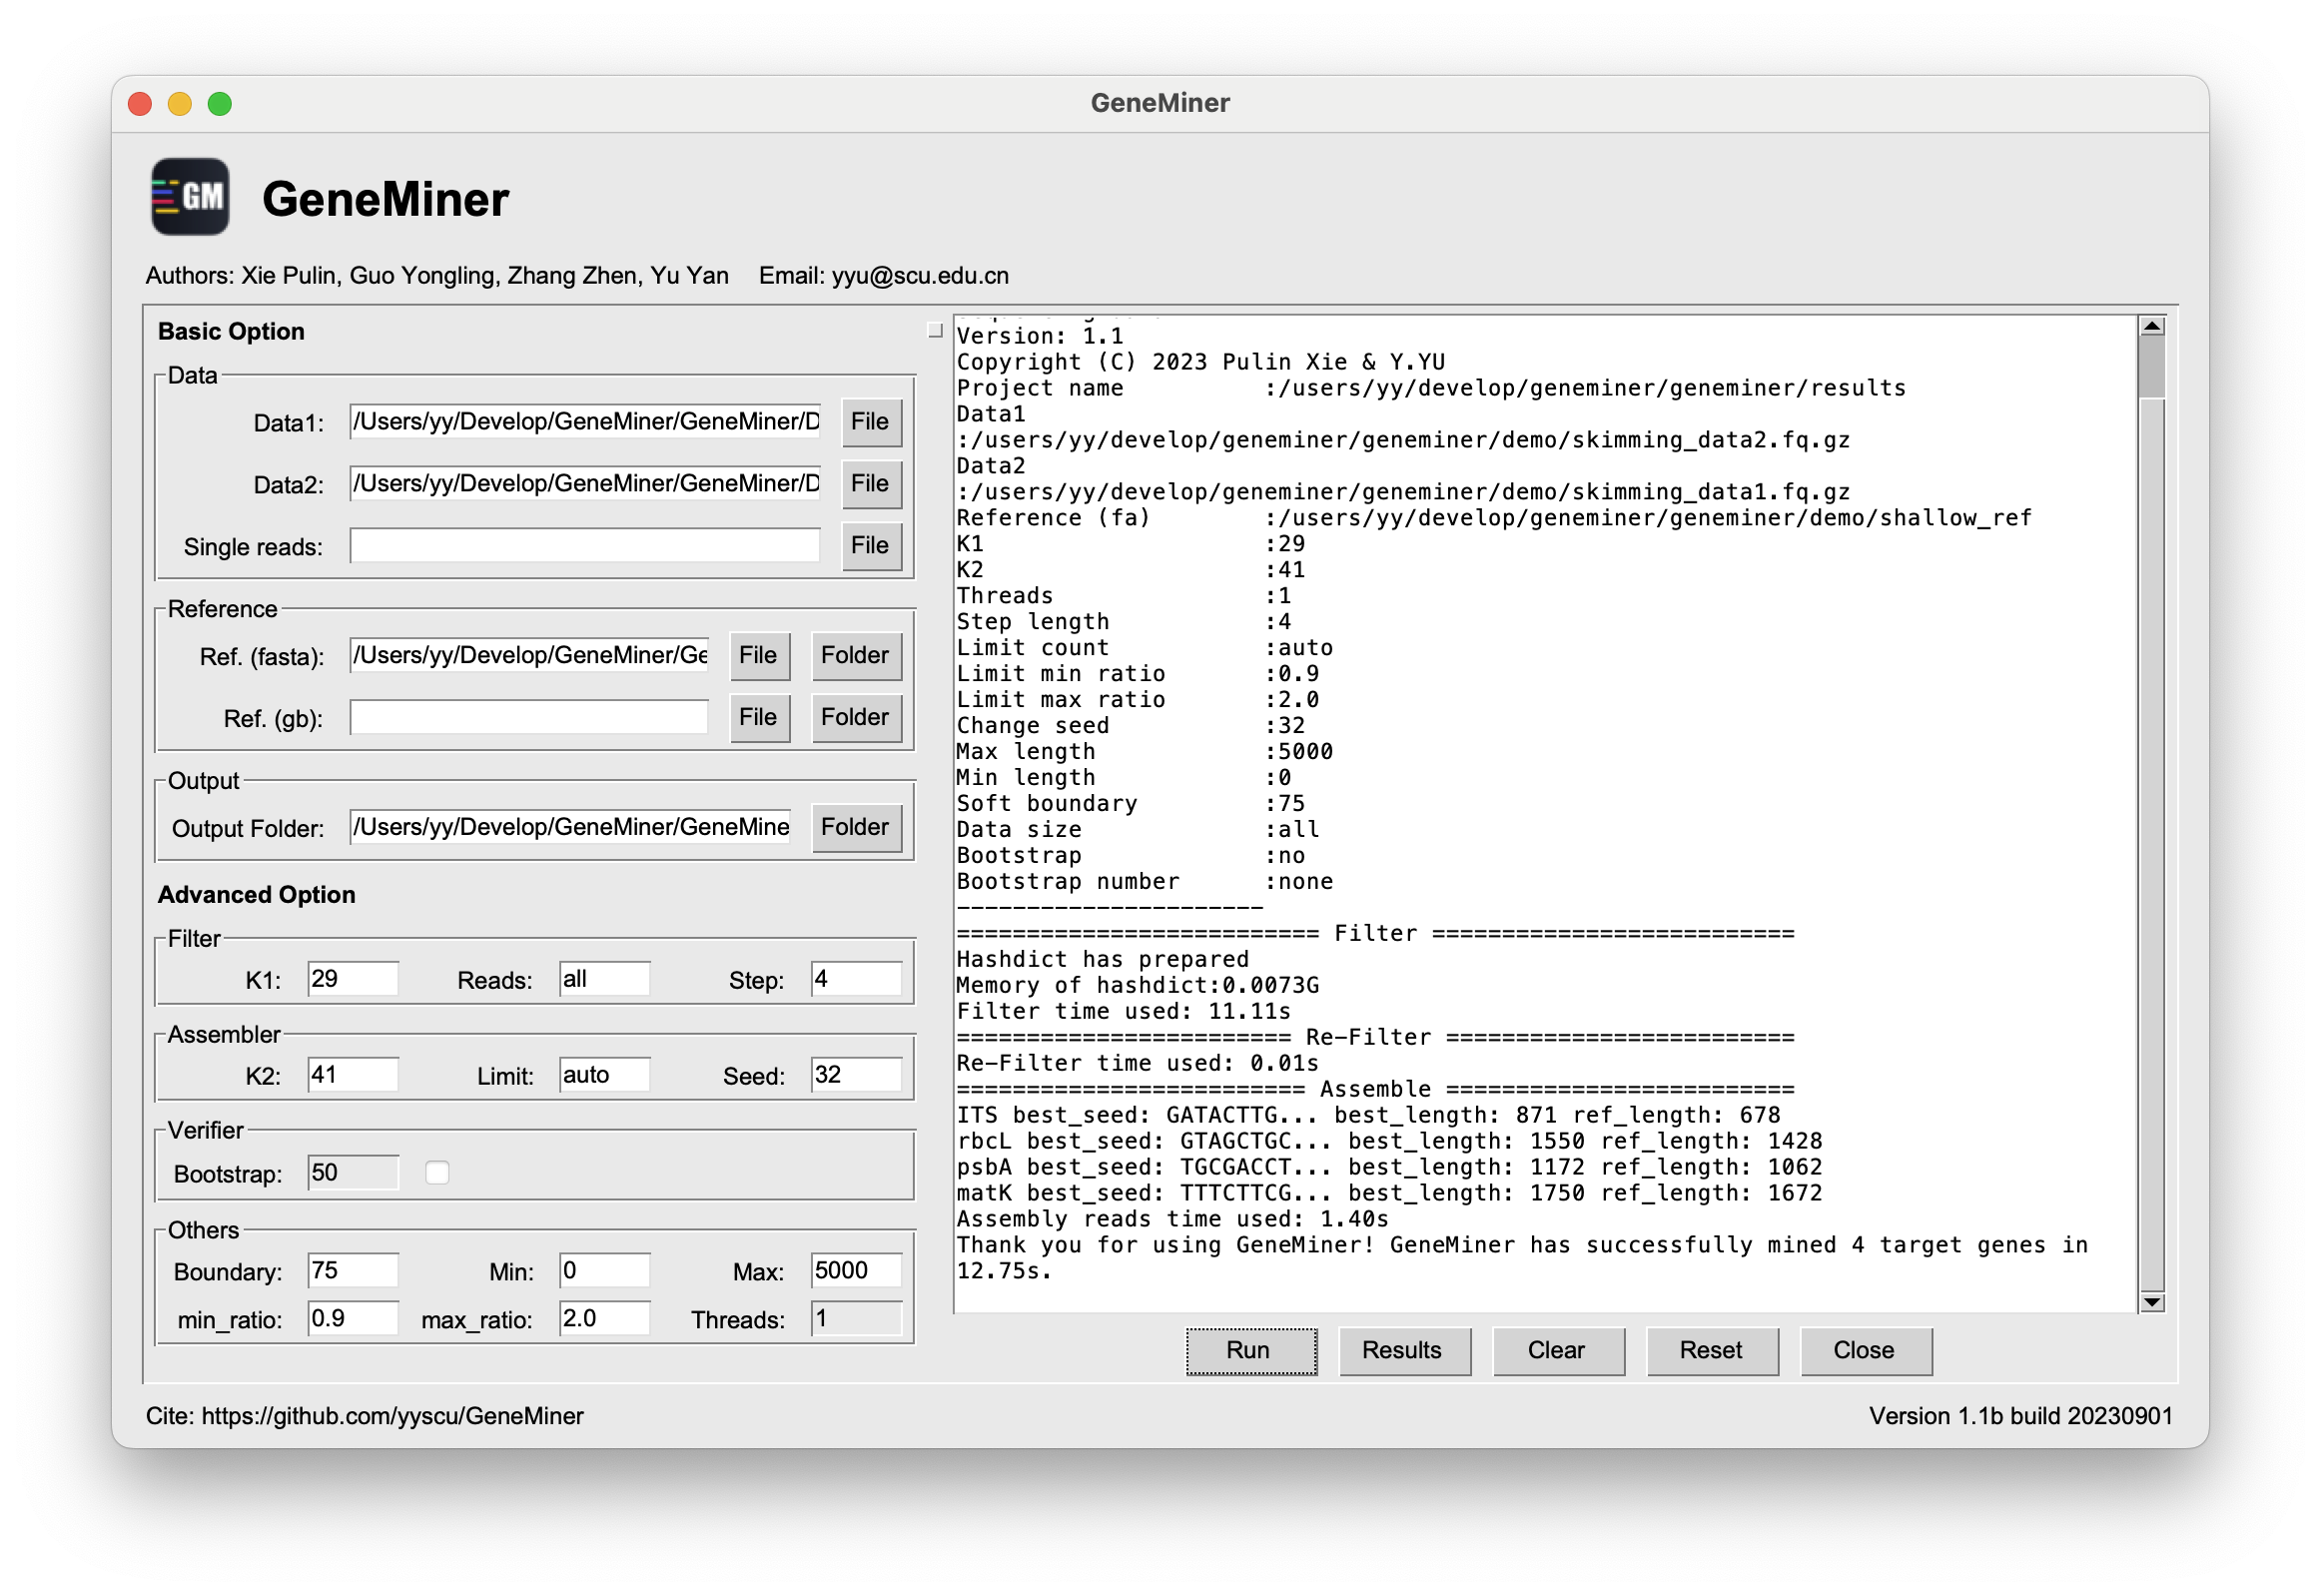 GeneMiner
GM
GeneMiner
Authors: Xie Pulin, Guo Yongling, Zhang Zhen, Yu Yan Email: yyu@scu.edu.cn
Basic Option
Data
Data1: /Users/yy/Develop/GeneMiner/GeneMiner/D File
Data2: /Users/yy/Develop/GeneMiner/GeneMiner/D File
Single reads: File
Reference
Ref. (fasta): /Users/yy/Develop/GeneMiner/Ge File Folder
Ref. (gb): File Folder
Output
Output Folder: /Users/yy/Develop/GeneMiner/GeneMine Folder
Advanced Option
Filter
K1: 29 Reads: all Step: 4
Assembler
K2: 41 Limit: auto Seed: 32
Verifier
Bootstrap: 50
Others
Boundary: 75 Min: 0 Max: 5000
min_ratio: 0.9 max_ratio: 2.0 Threads: 1
Version: 1.1
Copyright (C) 2023 Pulin Xie & Y.YU
Project name :/users/yy/develop/geneminer/geneminer/results
Data1
:/users/yy/develop/geneminer/geneminer/demo/skimming_data2.fq.gz
Data2
:/users/yy/develop/geneminer/geneminer/demo/skimming_data1.fq.gz
Reference (fa) :/users/yy/develop/geneminer/geneminer/demo/shallow_ref
K1 :29
K2 :41
Threads :1
Step length :4
Limit count :auto
Limit min ratio :0.9
Limit max ratio :2.0
Change seed :32
Max length :5000
Min length :0
Soft boundary :75
Data size :all
Bootstrap :no
Bootstrap number :none
----------------------
========================== Filter ==========================
Hashdict has prepared
Memory of hashdict:0.0073G
Filter time used: 11.11s
======================== Re-Filter =========================
Re-Filter time used: 0.01s
========================= Assemble =========================
ITS best_seed: GATACTTG... best_length: 871 ref_length: 678
rbcL best_seed: GTAGCTGC... best_length: 1550 ref_length: 1428
psbA best_seed: TGCGACCT... best_length: 1172 ref_length: 1062
matK best_seed: TTTCTTCG... best_length: 1750 ref_length: 1672
Assembly reads time used: 1.40s
Thank you for using GeneMiner! GeneMiner has successfully mined 4 target genes in
12.75s.
Run Results Clear Reset Close
Cite: https://github.com/yyscu/GeneMiner Version 1.1b build 20230901